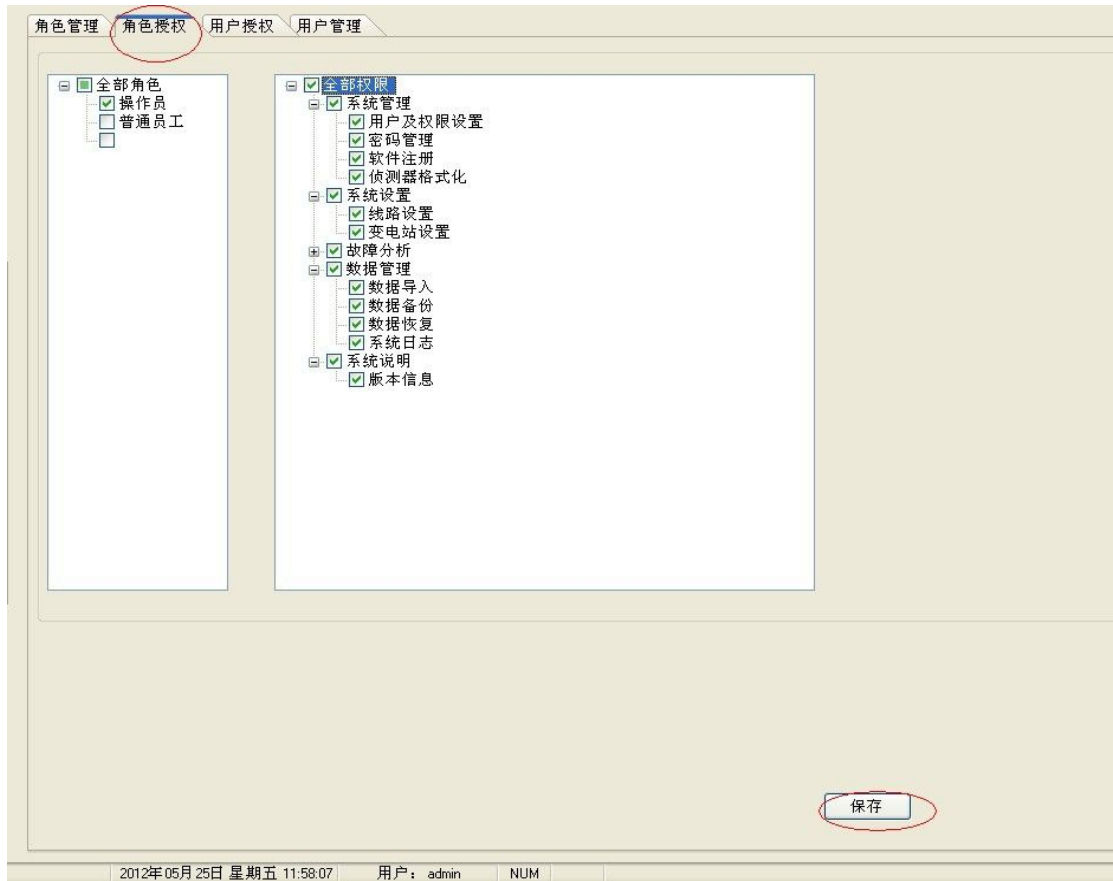 角色管理 角色授权 用户授权 用户管理
全部角色
操作员
普通员工
全部权限
系统管理
用户及权限设置
密码管理
软件注册
侦测器格式化
系统设置
线路设置
变电站设置
故障分析
数据管理
数据导入
数据备份
数据恢复
系统日志
系统说明
版本信息
保存
2012年05月25日 星期五 11:58:07 用户: admin NUM